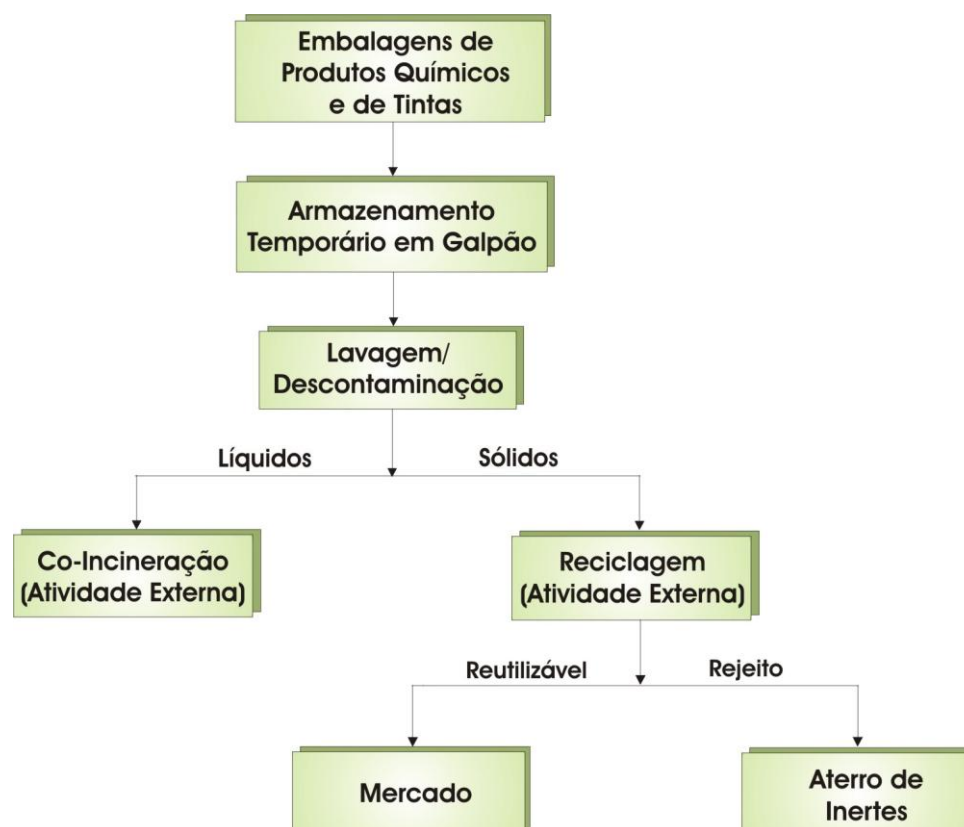 Embalagens de
Produtos Químicos
e de Tintas
Armazenamento
Temporário em Galpão
Lavagem/
Descontaminação
Líquidos
Sólidos
Co-Incineração
(Atividade Externa)
Reciclagem
(Atividade Externa)
Reutilizável
Rejeito
Mercado
Aterro de
Inertes